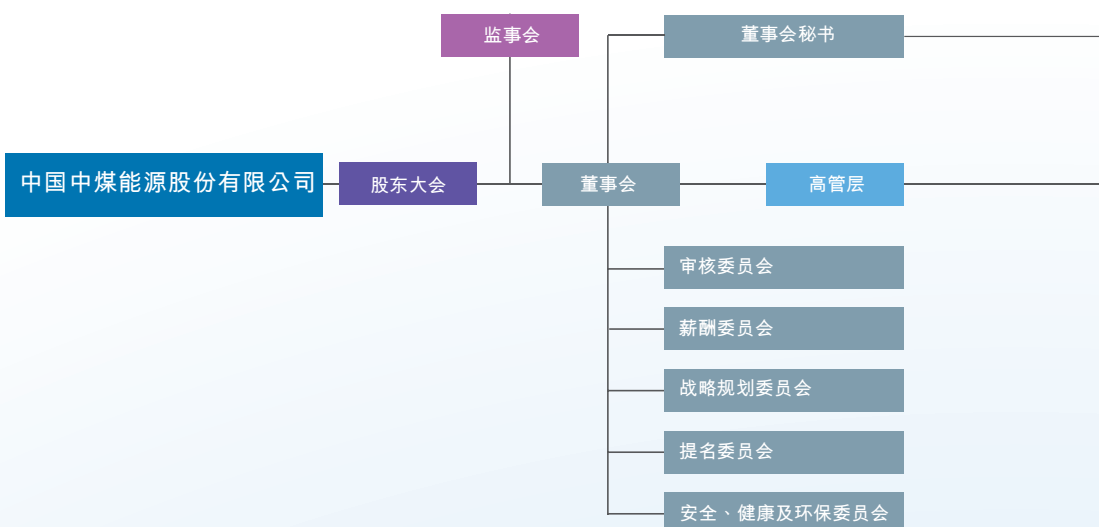 监事会
董事会秘书
中国中煤能源股份有限公司
股东大会
董事会
高管层
审核委员会
薪酬委员会
战略规划委员会
提名委员会
安全、健康及环保委员会